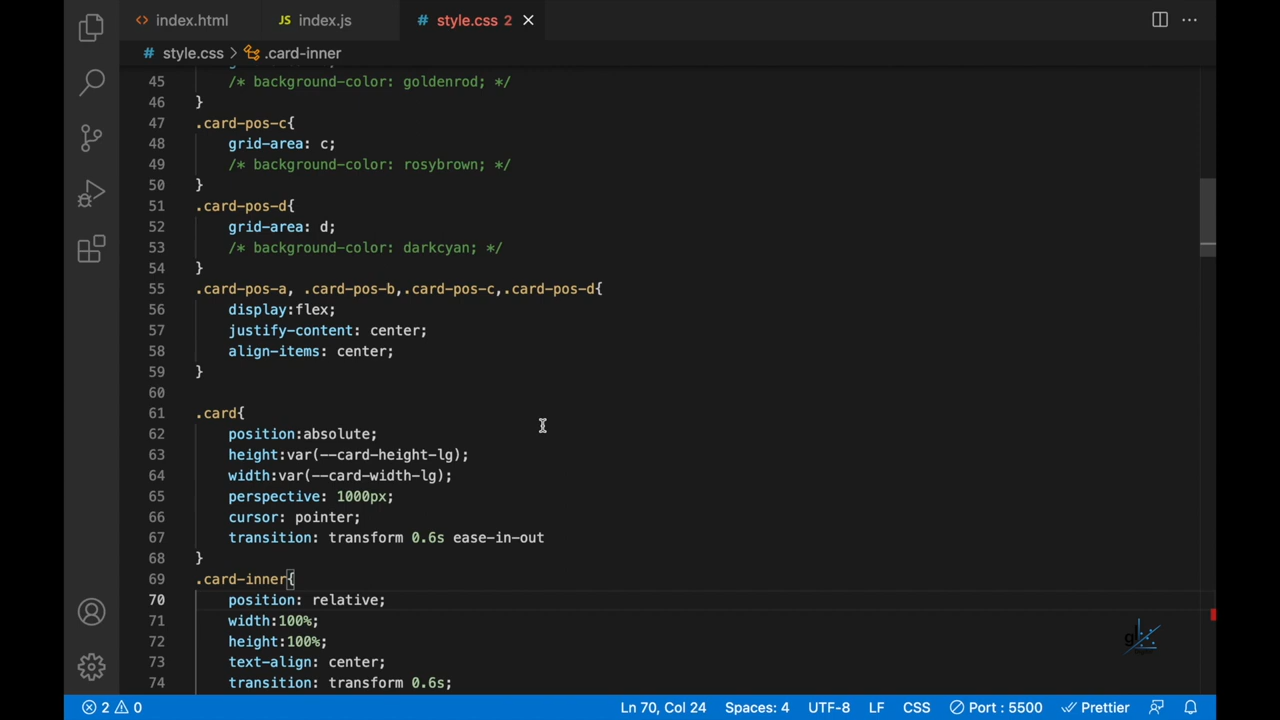 <> index.html
JS index.js
# style.css 2 ×
# style.css > .card-inner
45 /* background-color: goldenrod; */
46 }
47 .card-pos-c{
48 grid-area: c;
49 /* background-color: rosybrown; */
50 }
51 .card-pos-d{
52 grid-area: d;
53 /* background-color: darkcyan; */
54 }
55 .card-pos-a, .card-pos-b,.card-pos-c,.card-pos-d{
56 display:flex;
57 justify-content: center;
58 align-items: center;
59 }
60
61 .card{
62 position:absolute;
63 height:var(--card-height-lg);
64 width:var(--card-width-lg);
65 perspective: 1000px;
66 cursor: pointer;
67 transition: transform 0.6s ease-in-out
68 }
69 .card-inner{
70 position: relative;
71 width:100%;
72 height:100%;
73 text-align: center;
74 transition: transform 0.6s;
2 0 Ln 70, Col 24 Spaces: 4 UTF-8 LF CSS Port : 5500 Prettier